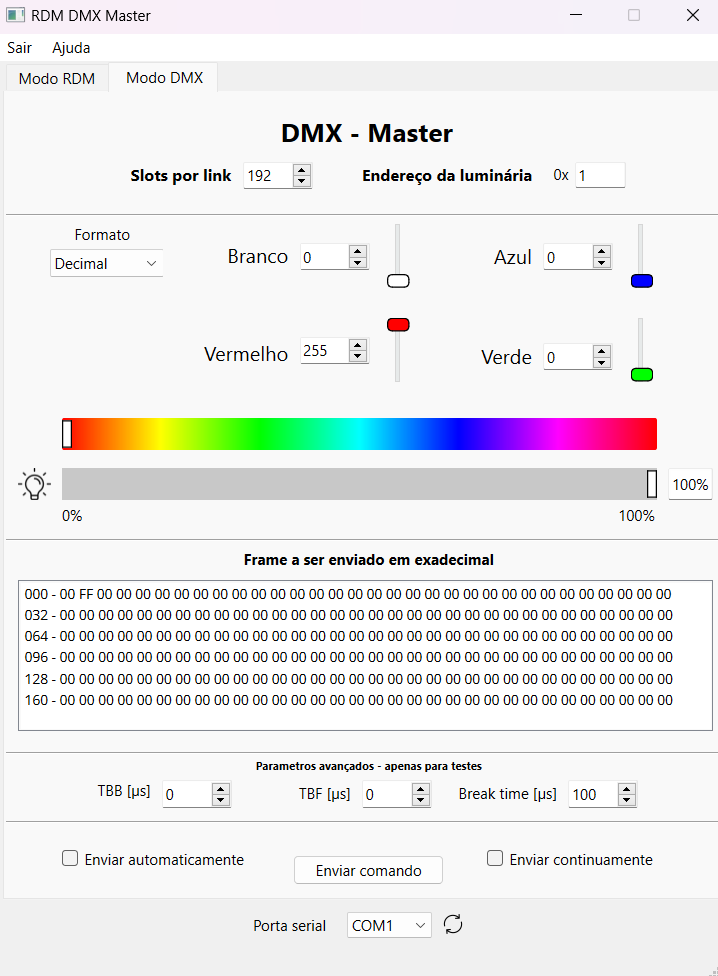 RDM DMX Master
Sair Ajuda
Modo RDM Modo DMX
DMX - Master
Slots por link 192 Endereço da luminária 0x 1
Formato
Decimal
Branco 0 Azul 0
Vermelho 255 Verde 0
100%
0% 100%
Frame a ser enviado em exadecimal
000 - 00 FF 00 00 00 00 00 00 00 00 00 00 00 00 00 00 00 00 00 00 00 00 00 00 00 00 00 00 00 00 00 00
032 - 00 00 00 00 00 00 00 00 00 00 00 00 00 00 00 00 00 00 00 00 00 00 00 00 00 00 00 00 00 00 00 00
064 - 00 00 00 00 00 00 00 00 00 00 00 00 00 00 00 00 00 00 00 00 00 00 00 00 00 00 00 00 00 00 00 00
096 - 00 00 00 00 00 00 00 00 00 00 00 00 00 00 00 00 00 00 00 00 00 00 00 00 00 00 00 00 00 00 00 00
128 - 00 00 00 00 00 00 00 00 00 00 00 00 00 00 00 00 00 00 00 00 00 00 00 00 00 00 00 00 00 00 00 00
160 - 00 00 00 00 00 00 00 00 00 00 00 00 00 00 00 00 00 00 00 00 00 00 00 00 00 00 00 00 00 00 00 00
Parametros avançados - apenas para testes
TBB [µs] 0 TBF [µs] 0 Break time [µs] 100
Enviar automaticamente Enviar comando Enviar continuamente
Porta serial COM1